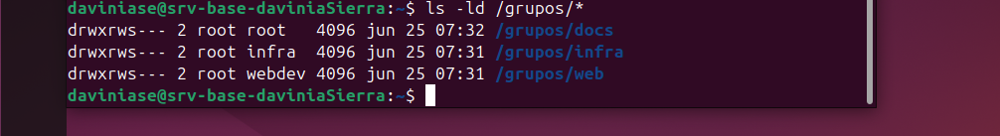 daviniase@srv-base-daviniaSierra:~$ ls -ld /grupos/*
drwxrws--- 2 root root   4096 jun 25 07:32 /grupos/docs
drwxrws--- 2 root infra  4096 jun 25 07:31 /grupos/infra
drwxrws--- 2 root webdev 4096 jun 25 07:31 /grupos/web
daviniase@srv-base-daviniaSierra:~$